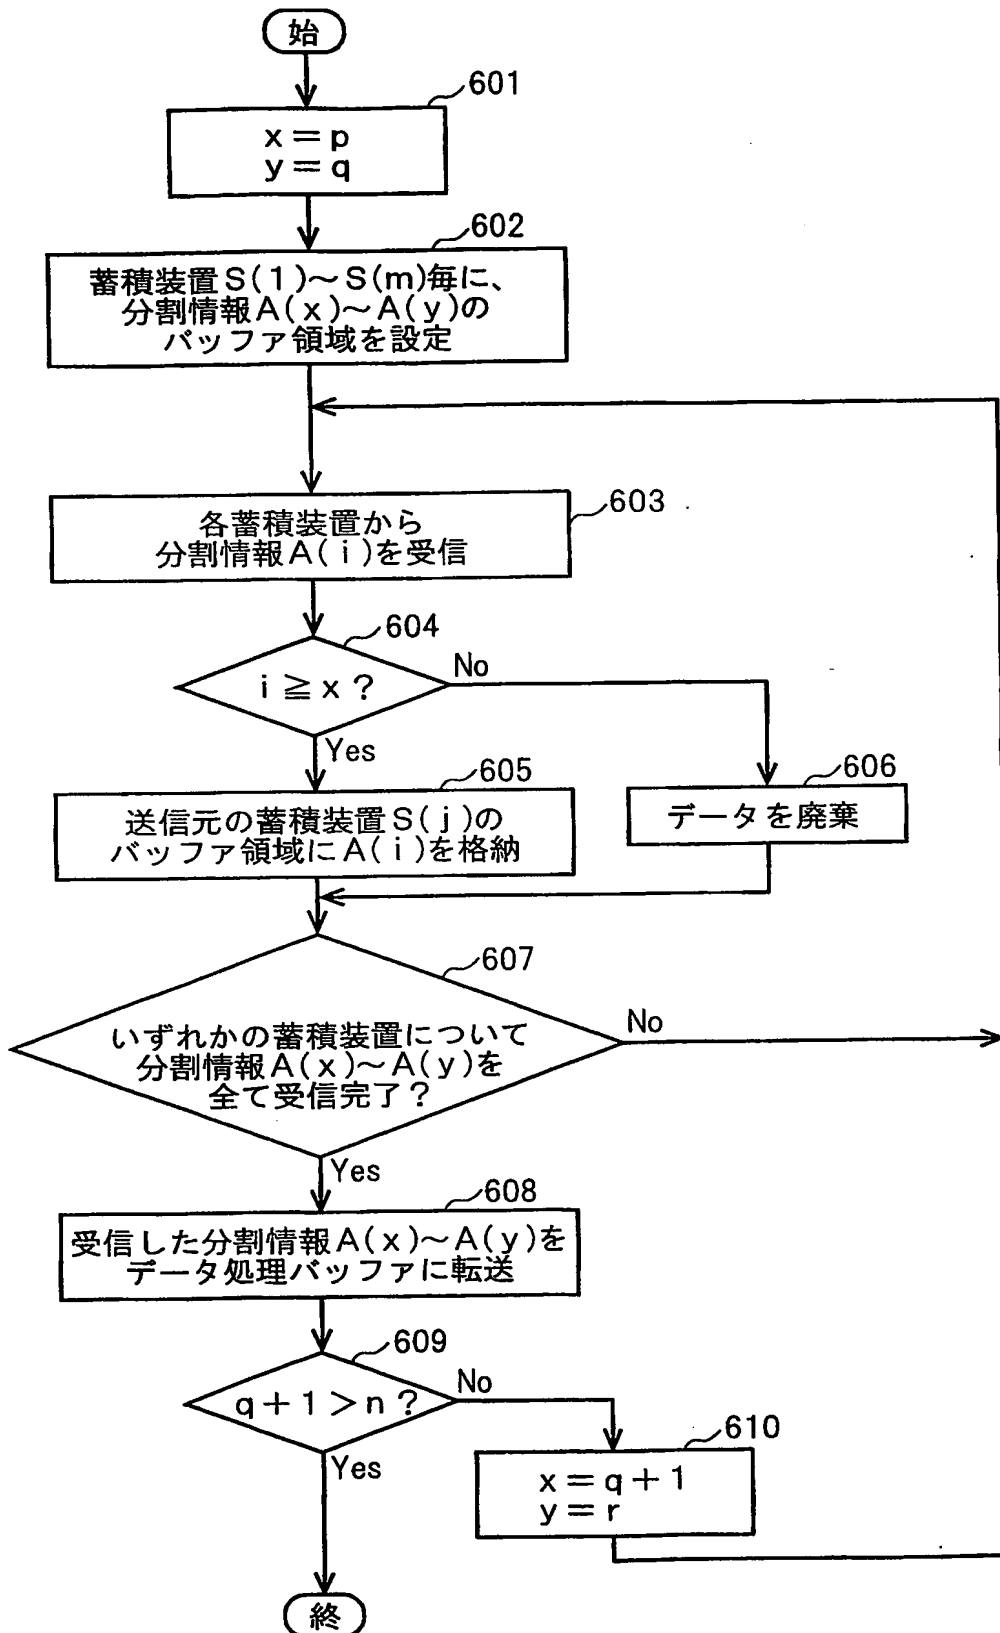 始
601
x＝p
y＝q
602
蓄積装置S(1)～S(m)毎に、
分割情報A(x)～A(y)の
バッファ領域を設定
603
各蓄積装置から
分割情報A(i)を受信
604
i≧x？
No
Yes
605
送信元の蓄積装置S(j)の
バッファ領域にA(i)を格納
606
データを廃棄
607
いずれかの蓄積装置について
分割情報A(x)～A(y)を
全て受信完了？
No
Yes
608
受信した分割情報A(x)～A(y)を
データ処理バッファに転送
609
q＋1＞n？
No
Yes
610
x＝q＋1
y＝r
終